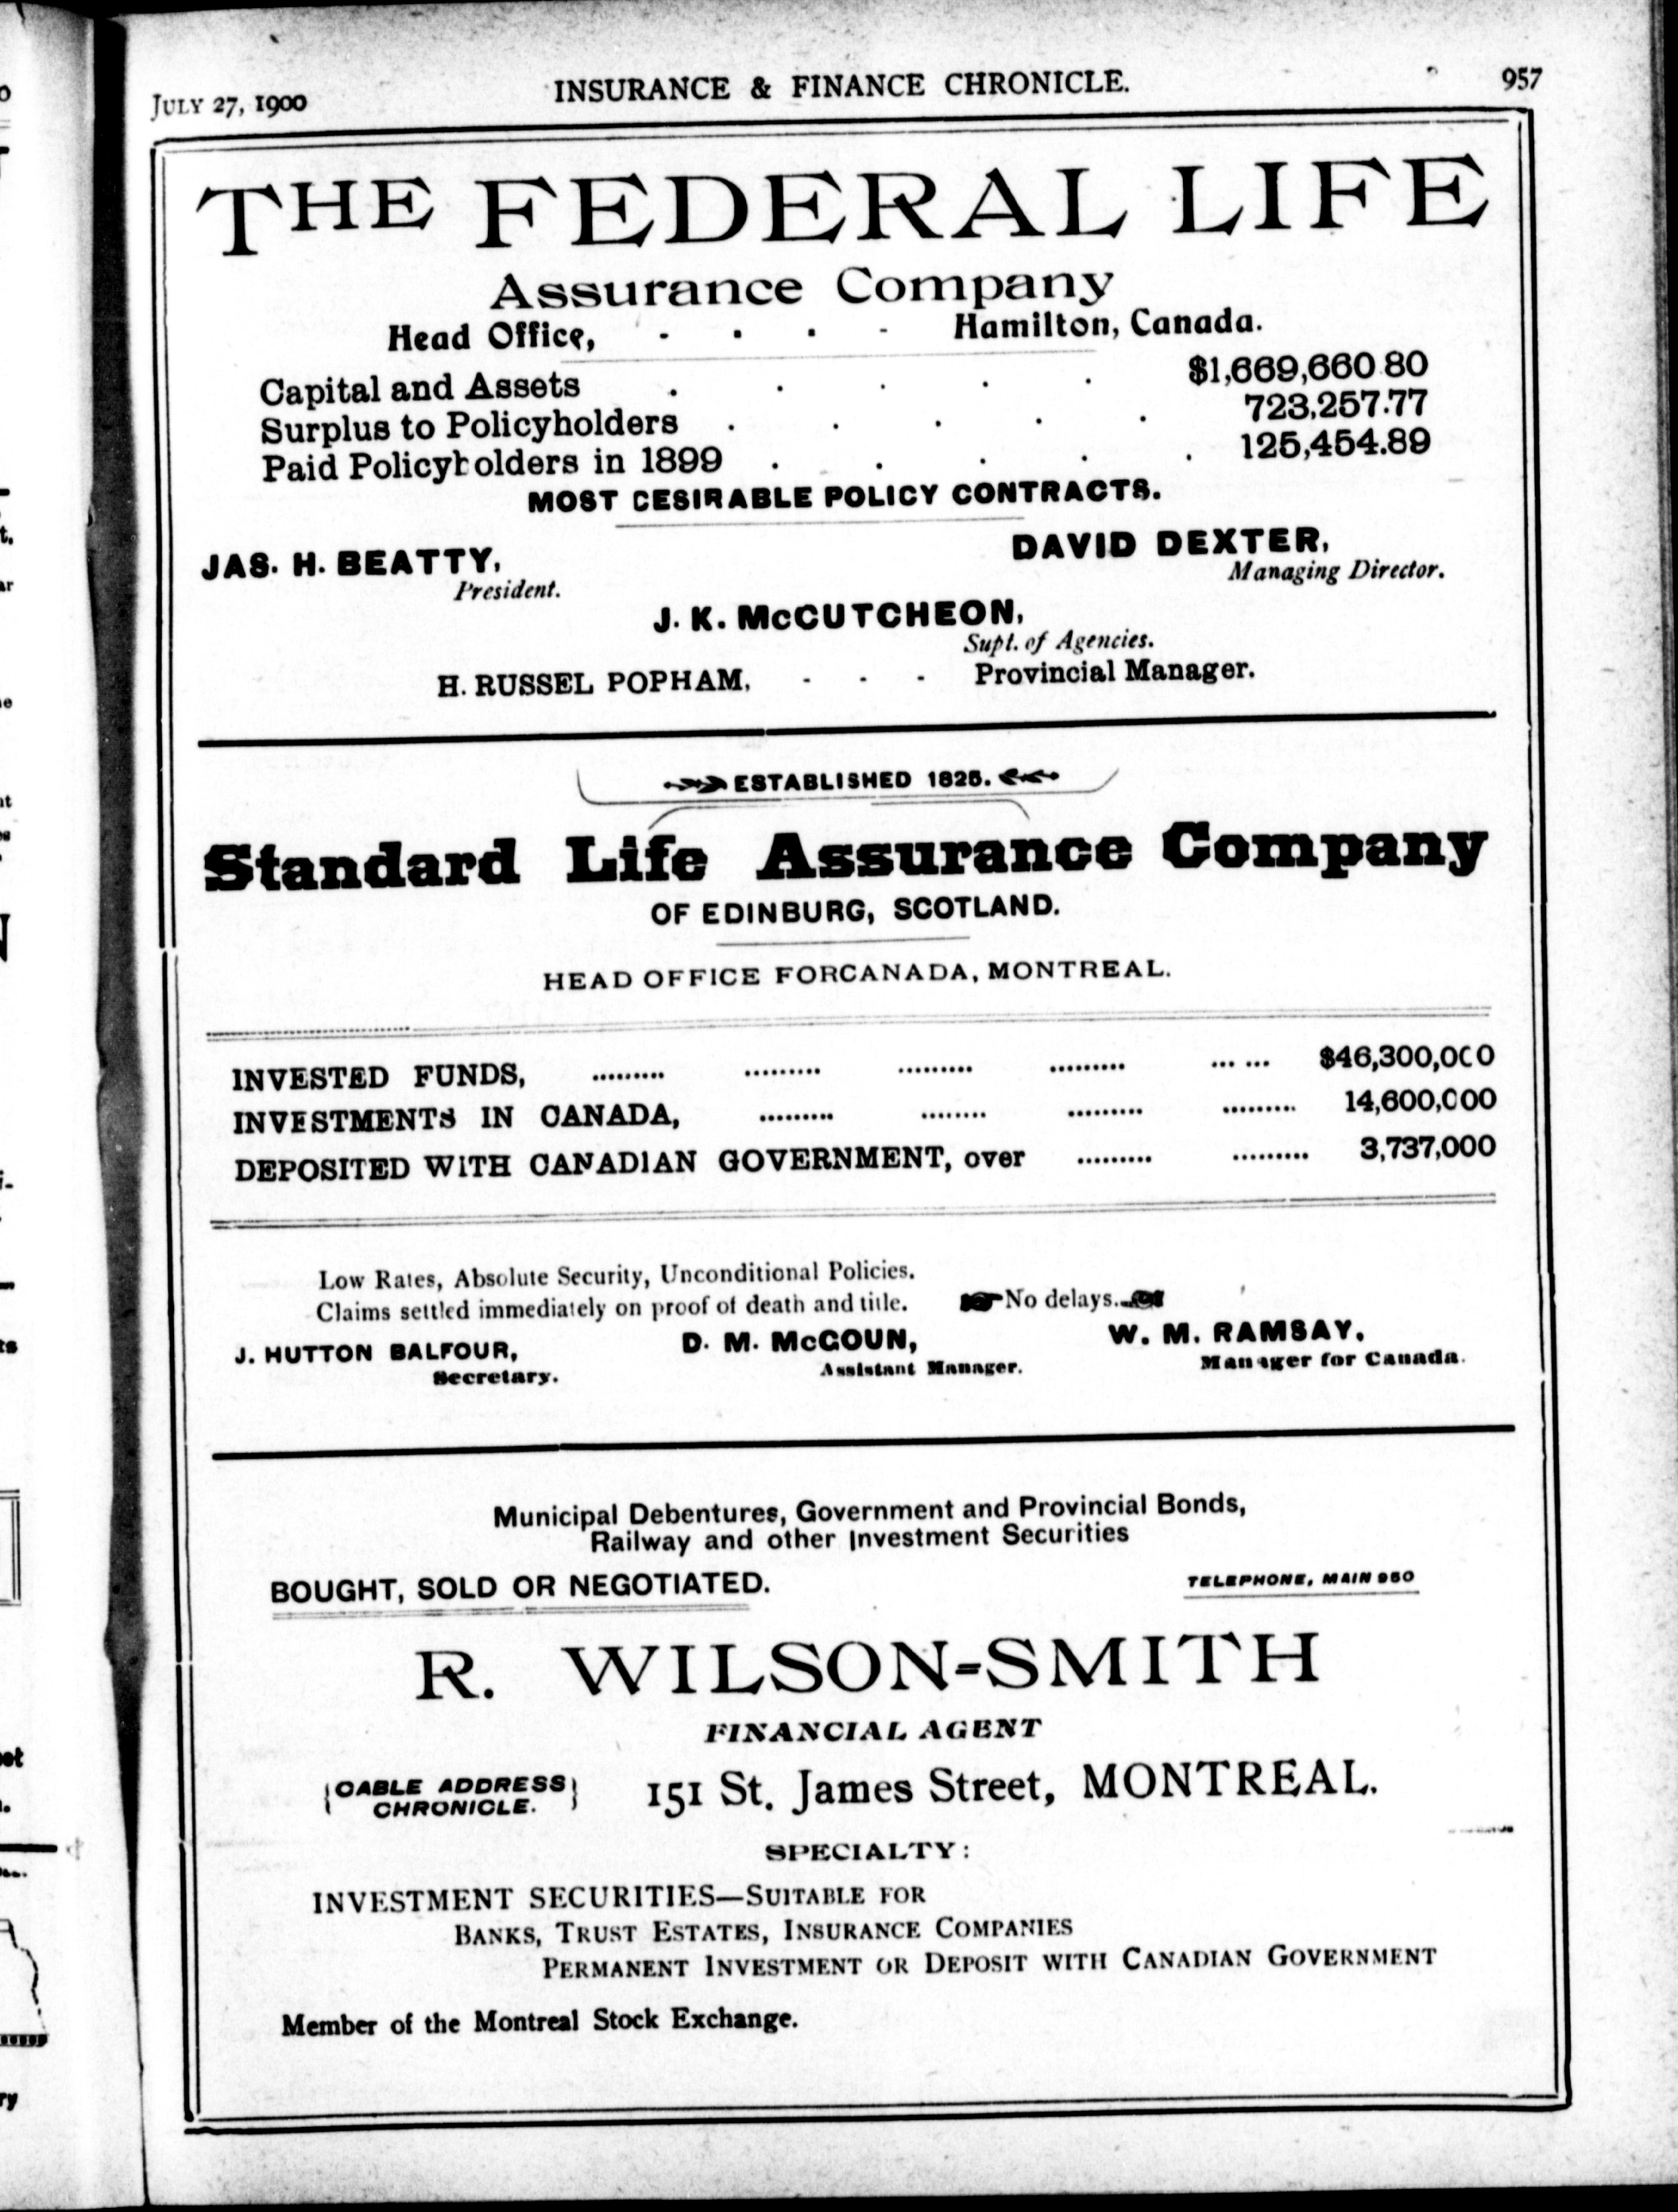 JULY 27, 1900 INSURANCE & FINANCE CHRONICLE. 957
THE FEDERAL LIFE
Assurance Company
Head Office, - - - - Hamilton, Canada.
Capital and Assets . . . . . $1,669,660.80
Surplus to Policyholders . . . . . 723,257.77
Paid Policyholders in 1899 . . . . . 125,454.89
MOST DESIRABLE POLICY CONTRACTS.
JAS. H. BEATTY, DAVID DEXTER,
President. Managing Director.
J. K. McCUTCHEON,
Supt. of Agencies.
H. RUSSEL POPHAM, - - - Provincial Manager.
ESTABLISHED 1825.
Standard Life Assurance Company
OF EDINBURG, SCOTLAND.
HEAD OFFICE FORCANADA, MONTREAL.
INVESTED FUNDS, ......... ......... ......... ......... ... ... $46,300,000
INVESTMENTS IN CANADA, ......... ........ ......... ......... 14,600,000
DEPOSITED WITH CANADIAN GOVERNMENT, over ......... ......... 3,737,000
Low Rates, Absolute Security, Unconditional Policies.
Claims settled immediately on proof of death and title. No delays...
J. HUTTON BALFOUR, D. M. McGOUN, W. M. RAMSAY,
Secretary. Assistant Manager. Manager for Canada.
Municipal Debentures, Government and Provincial Bonds,
Railway and other Investment Securities
BOUGHT, SOLD OR NEGOTIATED. TELEPHONE, MAIN 950
R. WILSON-SMITH
FINANCIAL AGENT
CABLE ADDRESS
CHRONICLE.
151 St. James Street, MONTREAL.
SPECIALTY:
INVESTMENT SECURITIES—SUITABLE FOR
BANKS, TRUST ESTATES, INSURANCE COMPANIES
PERMANENT INVESTMENT OR DEPOSIT WITH CANADIAN GOVERNMENT
Member of the Montreal Stock Exchange.